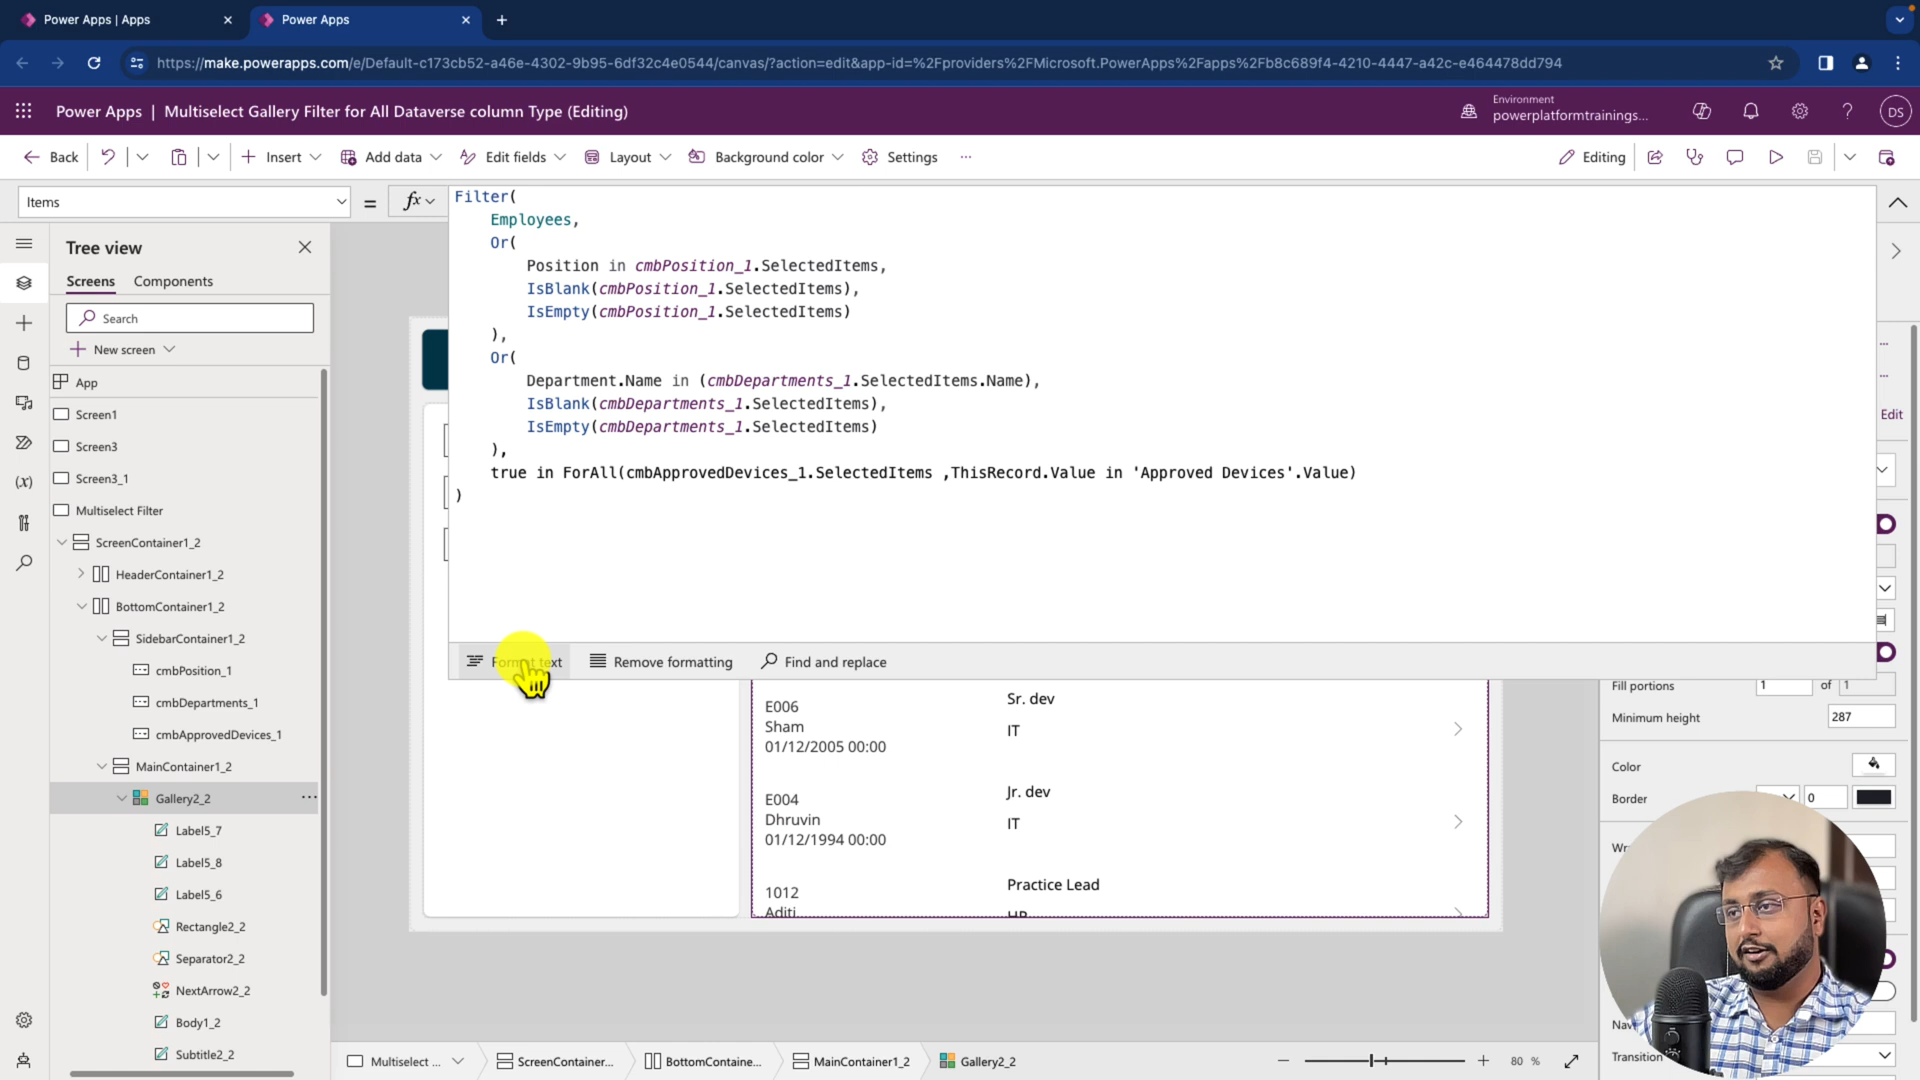 Power Apps | Apps
Power Apps
https://make.powerapps.com/e/Default-c173cb52-a46e-4302-9b95-6df32c4e0544/canvas/?action=edit&app-id=%2Fproviders%2FMicrosoft.PowerApps%2Fapps%2Fb8c689f4-4210-4447-a42c-e464478dd794
Power Apps | Multiselect Gallery Filter for All Dataverse column Type (Editing)
Environment
powerplatformtrainings...
DS
Back
Insert
Add data
Edit fields
Layout
Background color
Settings
Editing
Items
=
fx
Filter(
Employees,
Or(
Position in cmbPosition_1.SelectedItems,
IsBlank(cmbPosition_1.SelectedItems),
IsEmpty(cmbPosition_1.SelectedItems)
),
Or(
Department.Name in (cmbDepartments_1.SelectedItems.Name),
IsBlank(cmbDepartments_1.SelectedItems),
IsEmpty(cmbDepartments_1.SelectedItems)
),
true in ForAll(cmbApprovedDevices_1.SelectedItems ,ThisRecord.Value in 'Approved Devices'.Value)
)
Format text
Remove formatting
Find and replace
Tree view
Screens
Components
Search
New screen
App
Screen1
Screen3
Screen3_1
Multiselect Filter
ScreenContainer1_2
HeaderContainer1_2
BottomContainer1_2
SidebarContainer1_2
cmbPosition_1
cmbDepartments_1
cmbApprovedDevices_1
MainContainer1_2
Gallery2_2
Label5_7
Label5_8
Label5_6
Rectangle2_2
Separator2_2
NextArrow2_2
Body1_2
Subtitle2_2
E006
Sham
01/12/2005 00:00
Sr. dev
IT
E004
Dhruvin
01/12/1994 00:00
Jr. dev
IT
1012
Aditi
Practice Lead
HR
Edit
Fill portions
1
of
1
Minimum height
287
Color
Border
0
Transition
Multiselect ...
ScreenContainer...
BottomContaine...
MainContainer1_2
Gallery2_2
80 %